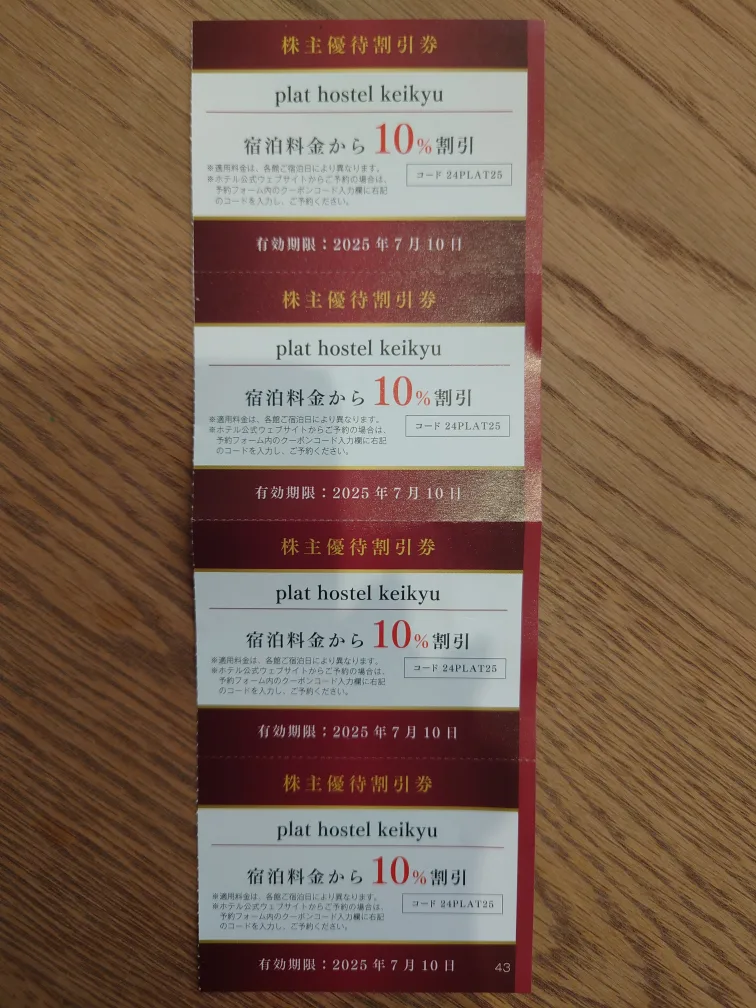 株主優待割引券
plat hostel keikyu
宿泊料金から10%割引
※適用料金は、各館ご宿泊日により異なります。
※ホテル公式ウェブサイトからご予約の場合は、
予約フォーム内のクーポンコード入力欄に右記
のコードを入力し、ご予約ください。
コード 24PLAT25
有効期限：2025年7月10日
株主優待割引券
plat hostel keikyu
宿泊料金から10%割引
※適用料金は、各館ご宿泊日により異なります。
※ホテル公式ウェブサイトからご予約の場合は、
予約フォーム内のクーポンコード入力欄に右記
のコードを入力し、ご予約ください。
コード 24PLAT25
有効期限：2025年7月10日
株主優待割引券
plat hostel keikyu
宿泊料金から10%割引
※適用料金は、各館ご宿泊日により異なります。
※ホテル公式ウェブサイトからご予約の場合は、
予約フォーム内のクーポンコード入力欄に右記
のコードを入力し、ご予約ください。
コード 24PLAT25
有効期限：2025年7月10日
株主優待割引券
plat hostel keikyu
宿泊料金から10%割引
※適用料金は、各館ご宿泊日により異なります。
※ホテル公式ウェブサイトからご予約の場合は、
予約フォーム内のクーポンコード入力欄に右記
のコードを入力し、ご予約ください。
コード 24PLAT25
有効期限：2025年7月10日
43